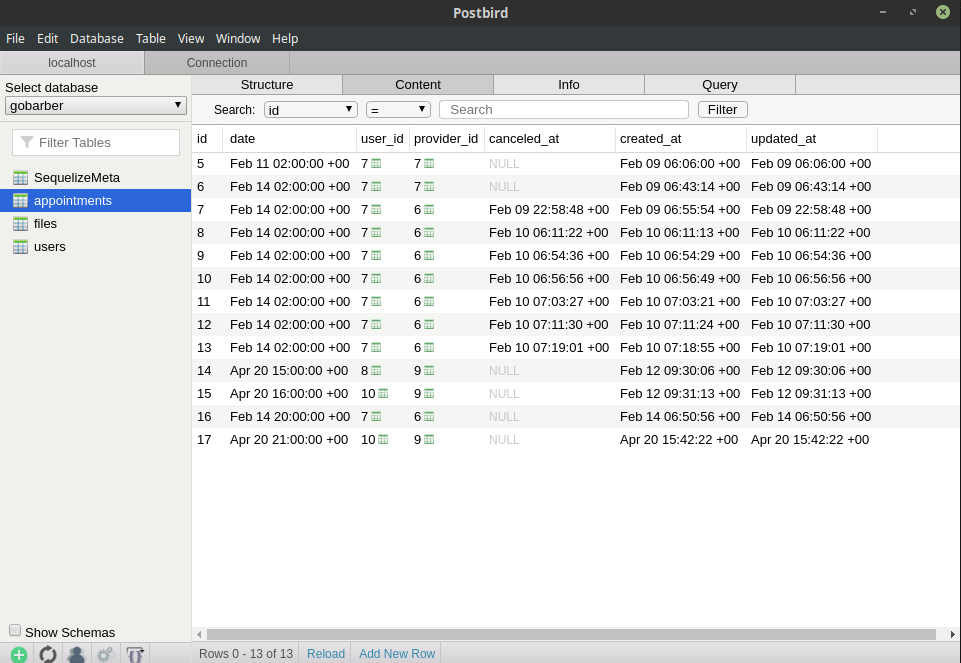 Postbird
File Edit Database Table View Window Help
localhost Connection
Select database
gobarber
Filter Tables
SequelizeMeta
appointments
files
users
Show Schemas
Structure Content Info Query
Search: id = Search Filter
id date user_id provider_id canceled_at created_at updated_at
5 Feb 11 02:00:00 +00 7 7 NULL Feb 09 06:06:00 +00 Feb 09 06:06:00 +00
6 Feb 14 02:00:00 +00 7 7 NULL Feb 09 06:43:14 +00 Feb 09 06:43:14 +00
7 Feb 14 02:00:00 +00 7 6 Feb 09 22:58:48 +00 Feb 09 06:55:54 +00 Feb 09 22:58:48 +00
8 Feb 14 02:00:00 +00 7 6 Feb 10 06:11:22 +00 Feb 10 06:11:13 +00 Feb 10 06:11:22 +00
9 Feb 14 02:00:00 +00 7 6 Feb 10 06:54:36 +00 Feb 10 06:54:29 +00 Feb 10 06:54:36 +00
10 Feb 14 02:00:00 +00 7 6 Feb 10 06:56:56 +00 Feb 10 06:56:49 +00 Feb 10 06:56:56 +00
11 Feb 14 02:00:00 +00 7 6 Feb 10 07:03:27 +00 Feb 10 07:03:21 +00 Feb 10 07:03:27 +00
12 Feb 14 02:00:00 +00 7 6 Feb 10 07:11:30 +00 Feb 10 07:11:24 +00 Feb 10 07:11:30 +00
13 Feb 14 02:00:00 +00 7 6 Feb 10 07:19:01 +00 Feb 10 07:18:55 +00 Feb 10 07:19:01 +00
14 Apr 20 15:00:00 +00 8 9 NULL Feb 12 09:30:06 +00 Feb 12 09:30:06 +00
15 Apr 20 16:00:00 +00 10 9 NULL Feb 12 09:31:13 +00 Feb 12 09:31:13 +00
16 Feb 14 20:00:00 +00 7 6 NULL Feb 14 06:50:56 +00 Feb 14 06:50:56 +00
17 Apr 20 21:00:00 +00 10 9 NULL Apr 20 15:42:22 +00 Apr 20 15:42:22 +00
Rows 0 - 13 of 13 Reload Add New Row